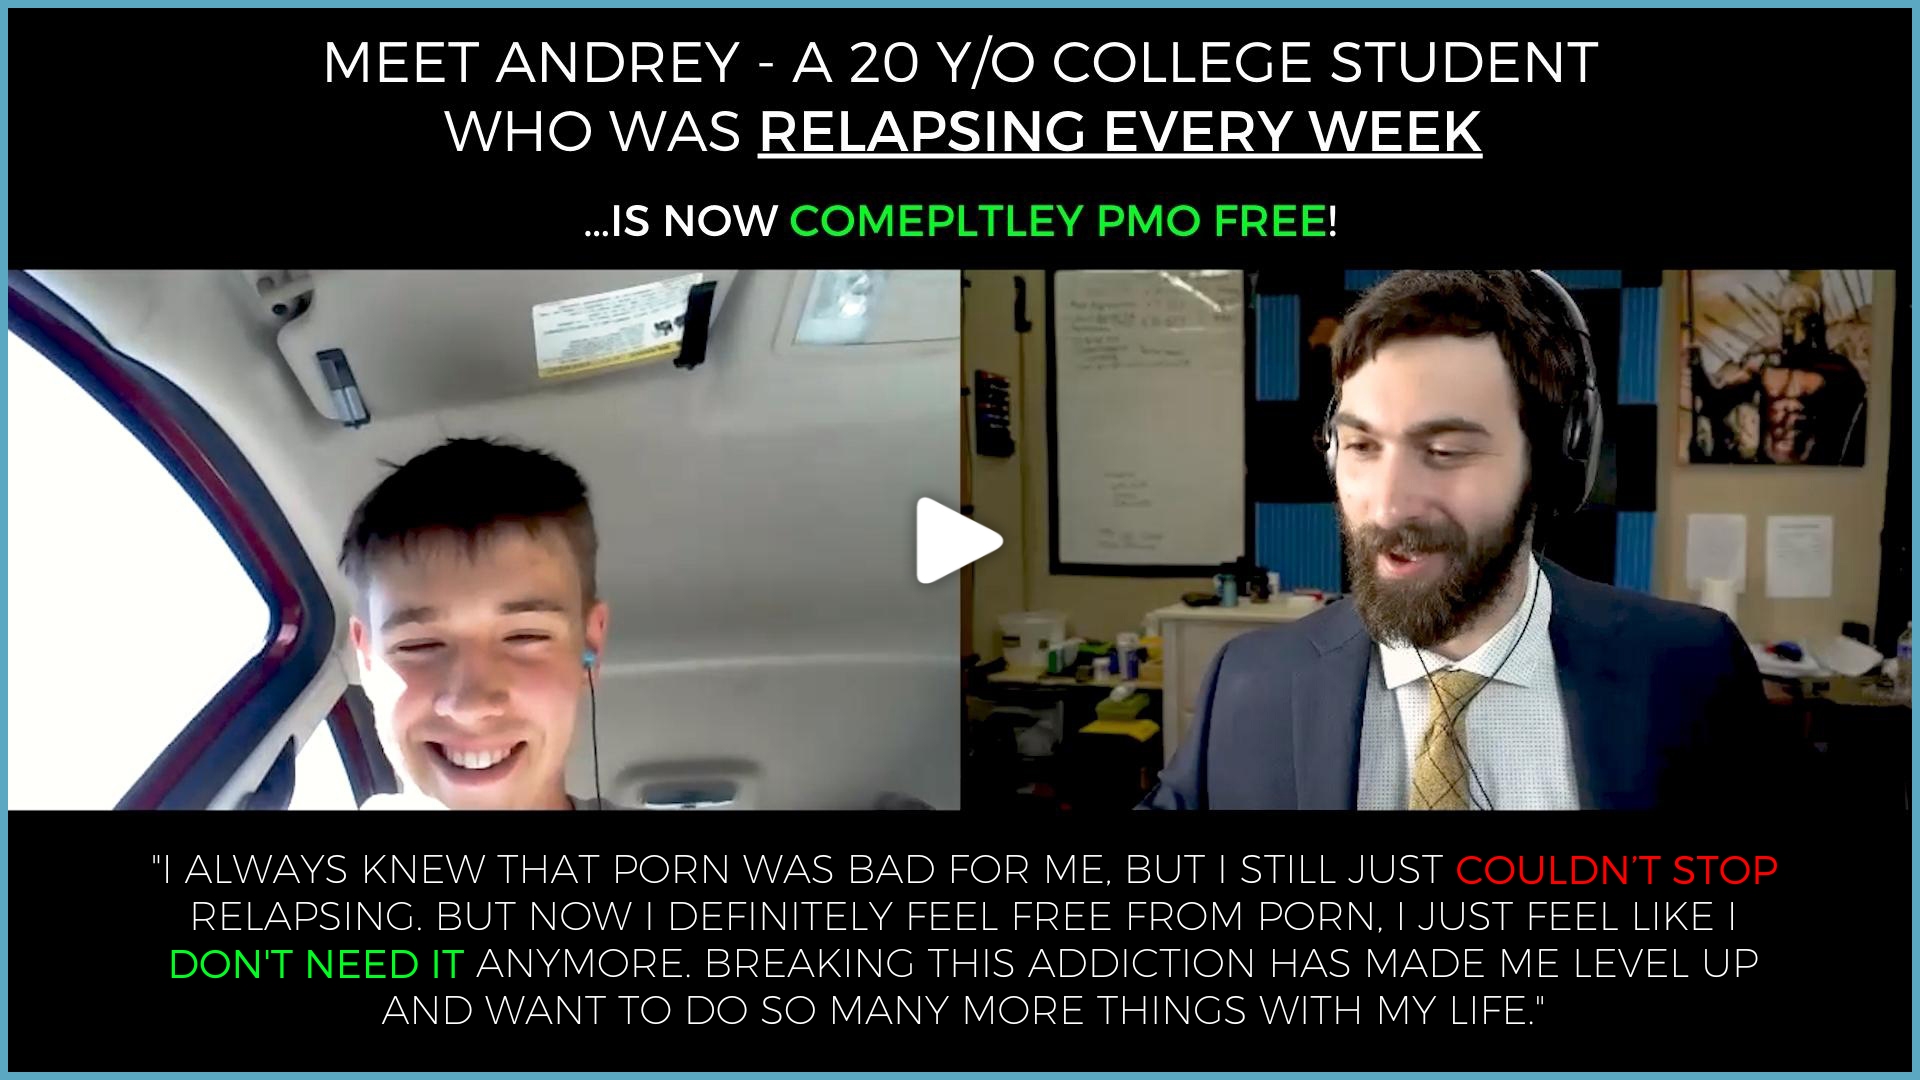 MEET ANDREY - A 20 Y/O COLLEGE STUDENT
WHO WAS RELAPSING EVERY WEEK
...IS NOW COMEPLTLEY PMO FREE!
"I ALWAYS KNEW THAT PORN WAS BAD FOR ME, BUT I STILL JUST COULDN'T STOP
RELAPSING. BUT NOW I DEFINITELY FEEL FREE FROM PORN, I JUST FEEL LIKE I
DON'T NEED IT ANYMORE. BREAKING THIS ADDICTION HAS MADE ME LEVEL UP
AND WANT TO DO SO MANY MORE THINGS WITH MY LIFE."